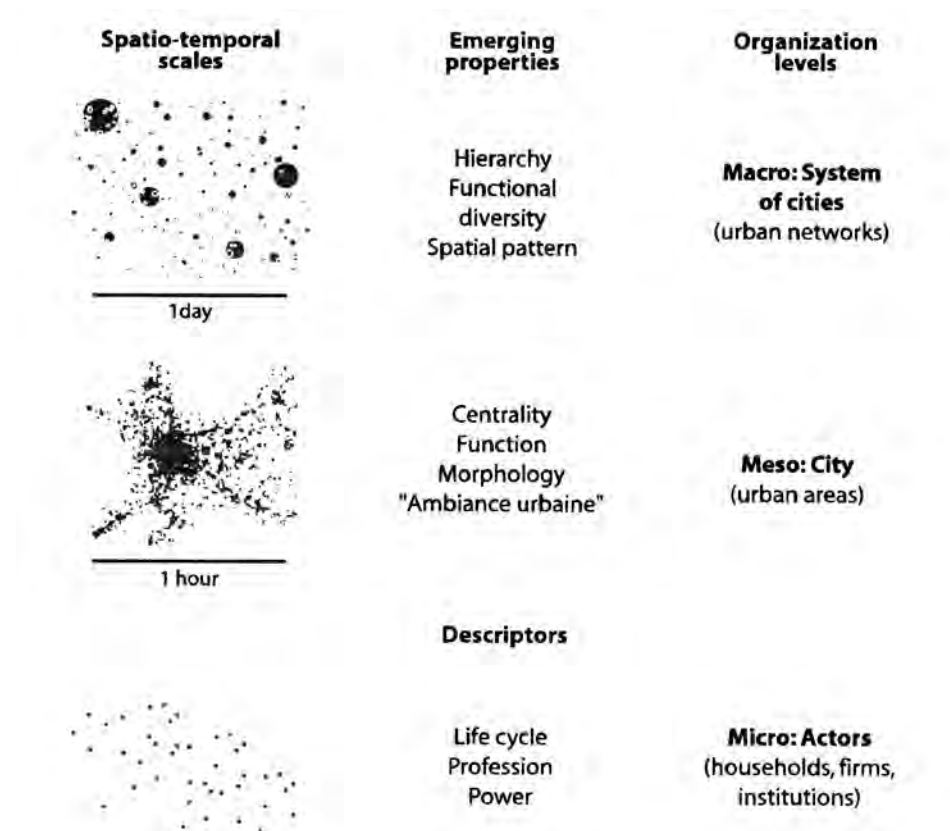 Spatio-temporal
scales
Emerging
properties
Organization
levels
Hierarchy
Functional
diversity
Spatial pattern
Macro: System
of cities
(urban networks)
1day
Centrality
Function
Morphology
"Ambiance urbaine"
Meso: City
(urban areas)
1 hour
Descriptors
Life cycle
Profession
Power
Micro: Actors
(households, firms,
institutions)